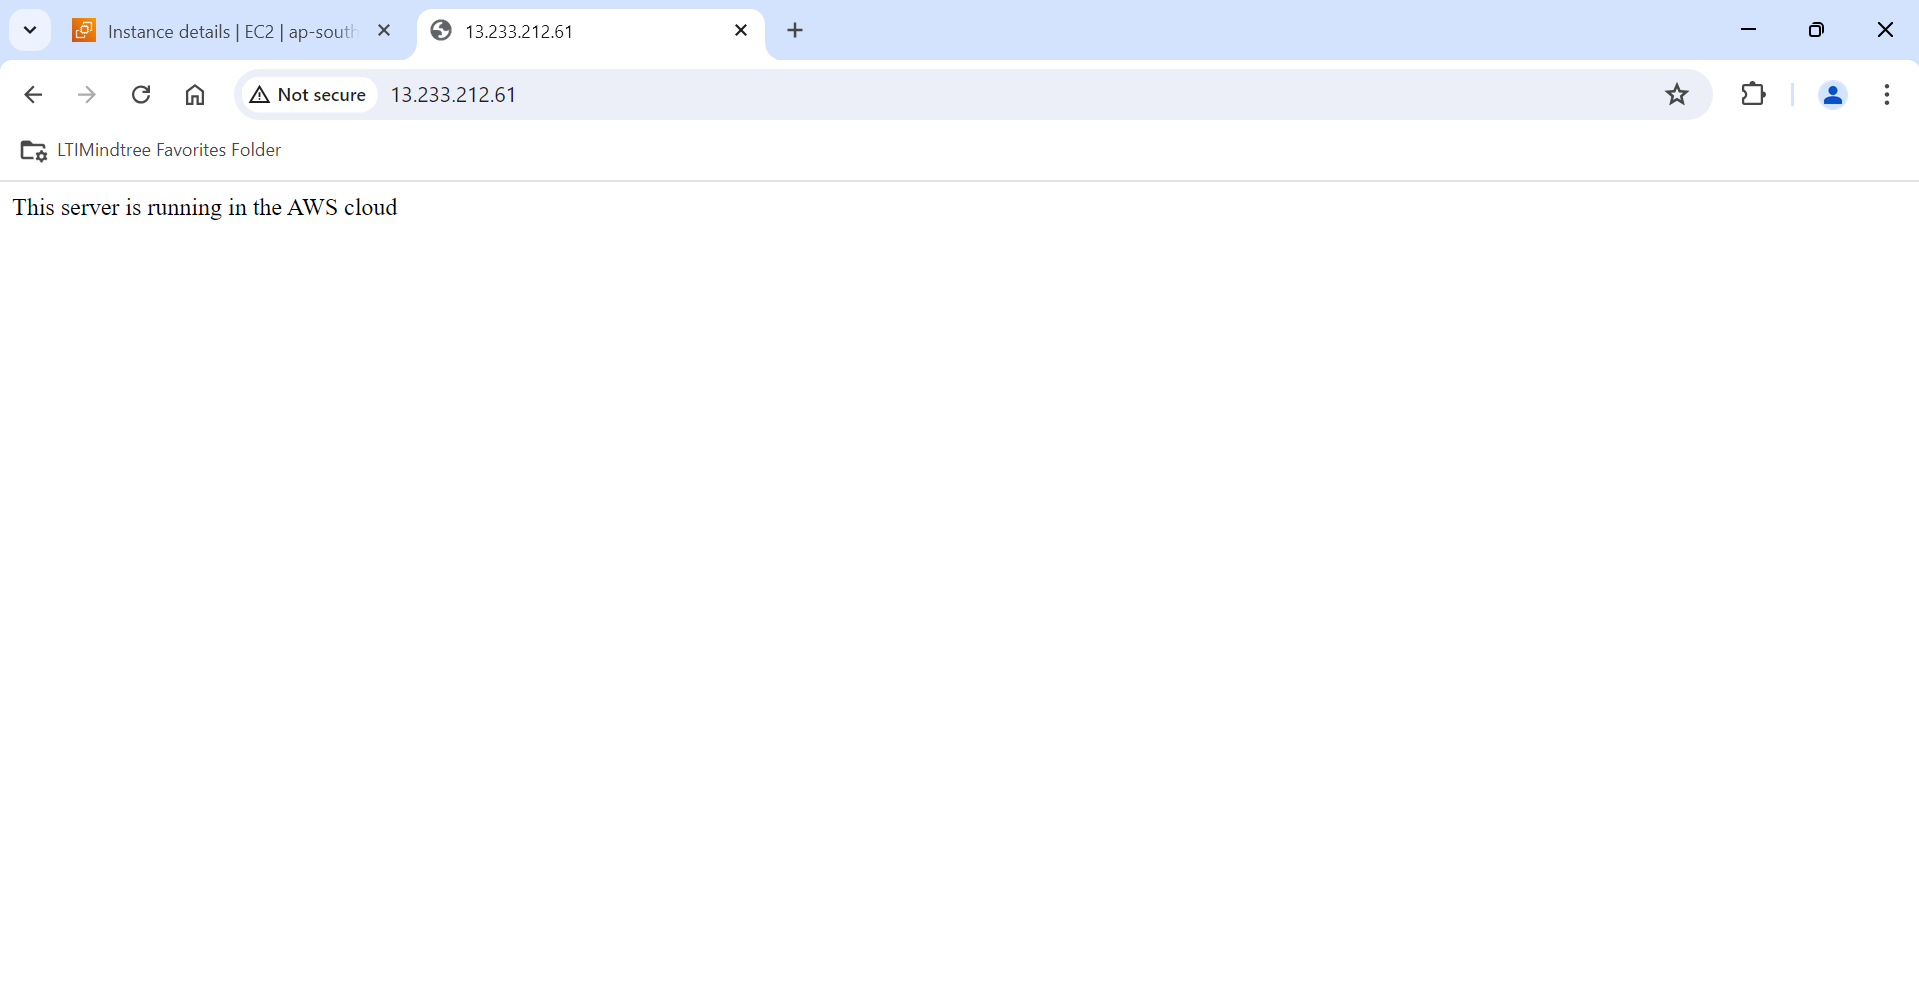 Instance details | EC2 | ap-south
13.233.212.61
Not secure
13.233.212.61
LTIMindtree Favorites Folder
This server is running in the AWS cloud